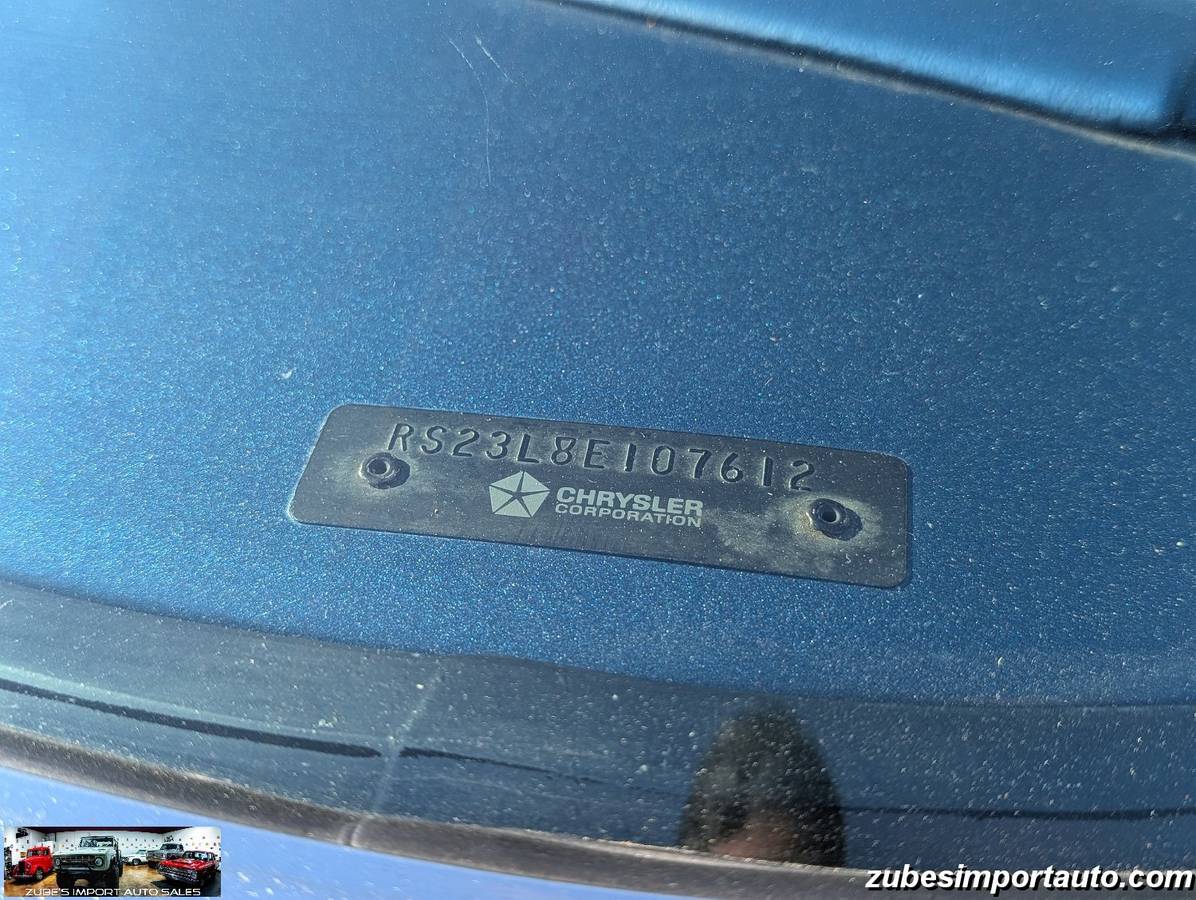 RS23L8E107612
CHRYSLER
CORPORATION
ZUBE'S IMPORT AUTO SALES
zubesimportauto.com